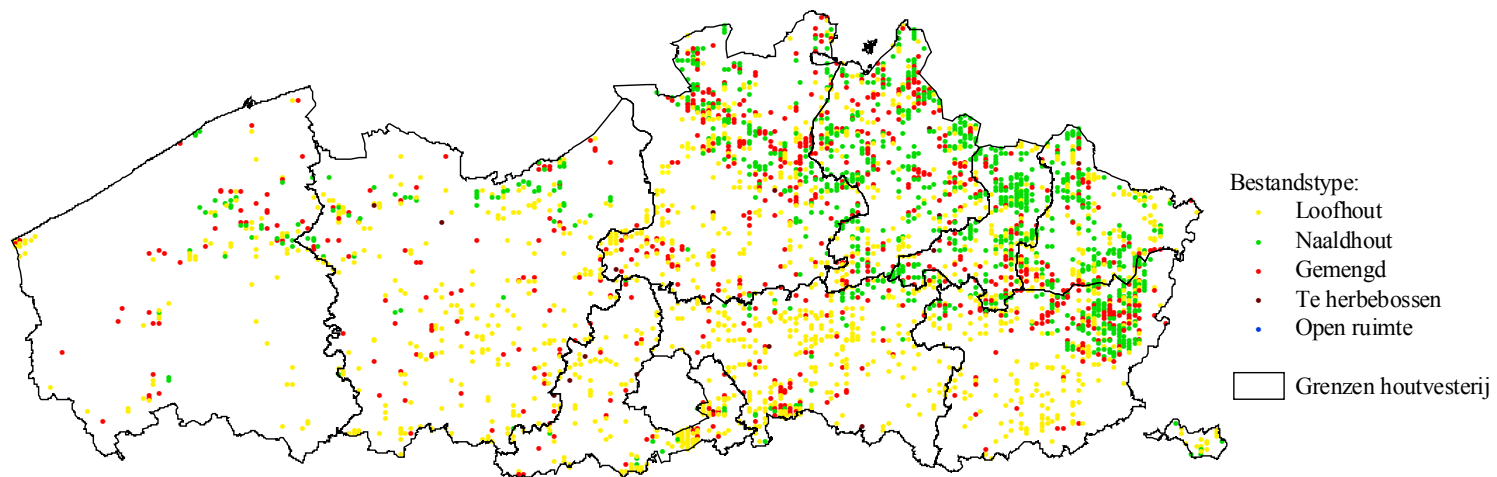 Bestandstype:
Loofhout
Naaldhout
Gemengd
Te herbebossen
Open ruimte
Grenzen houtvesterij